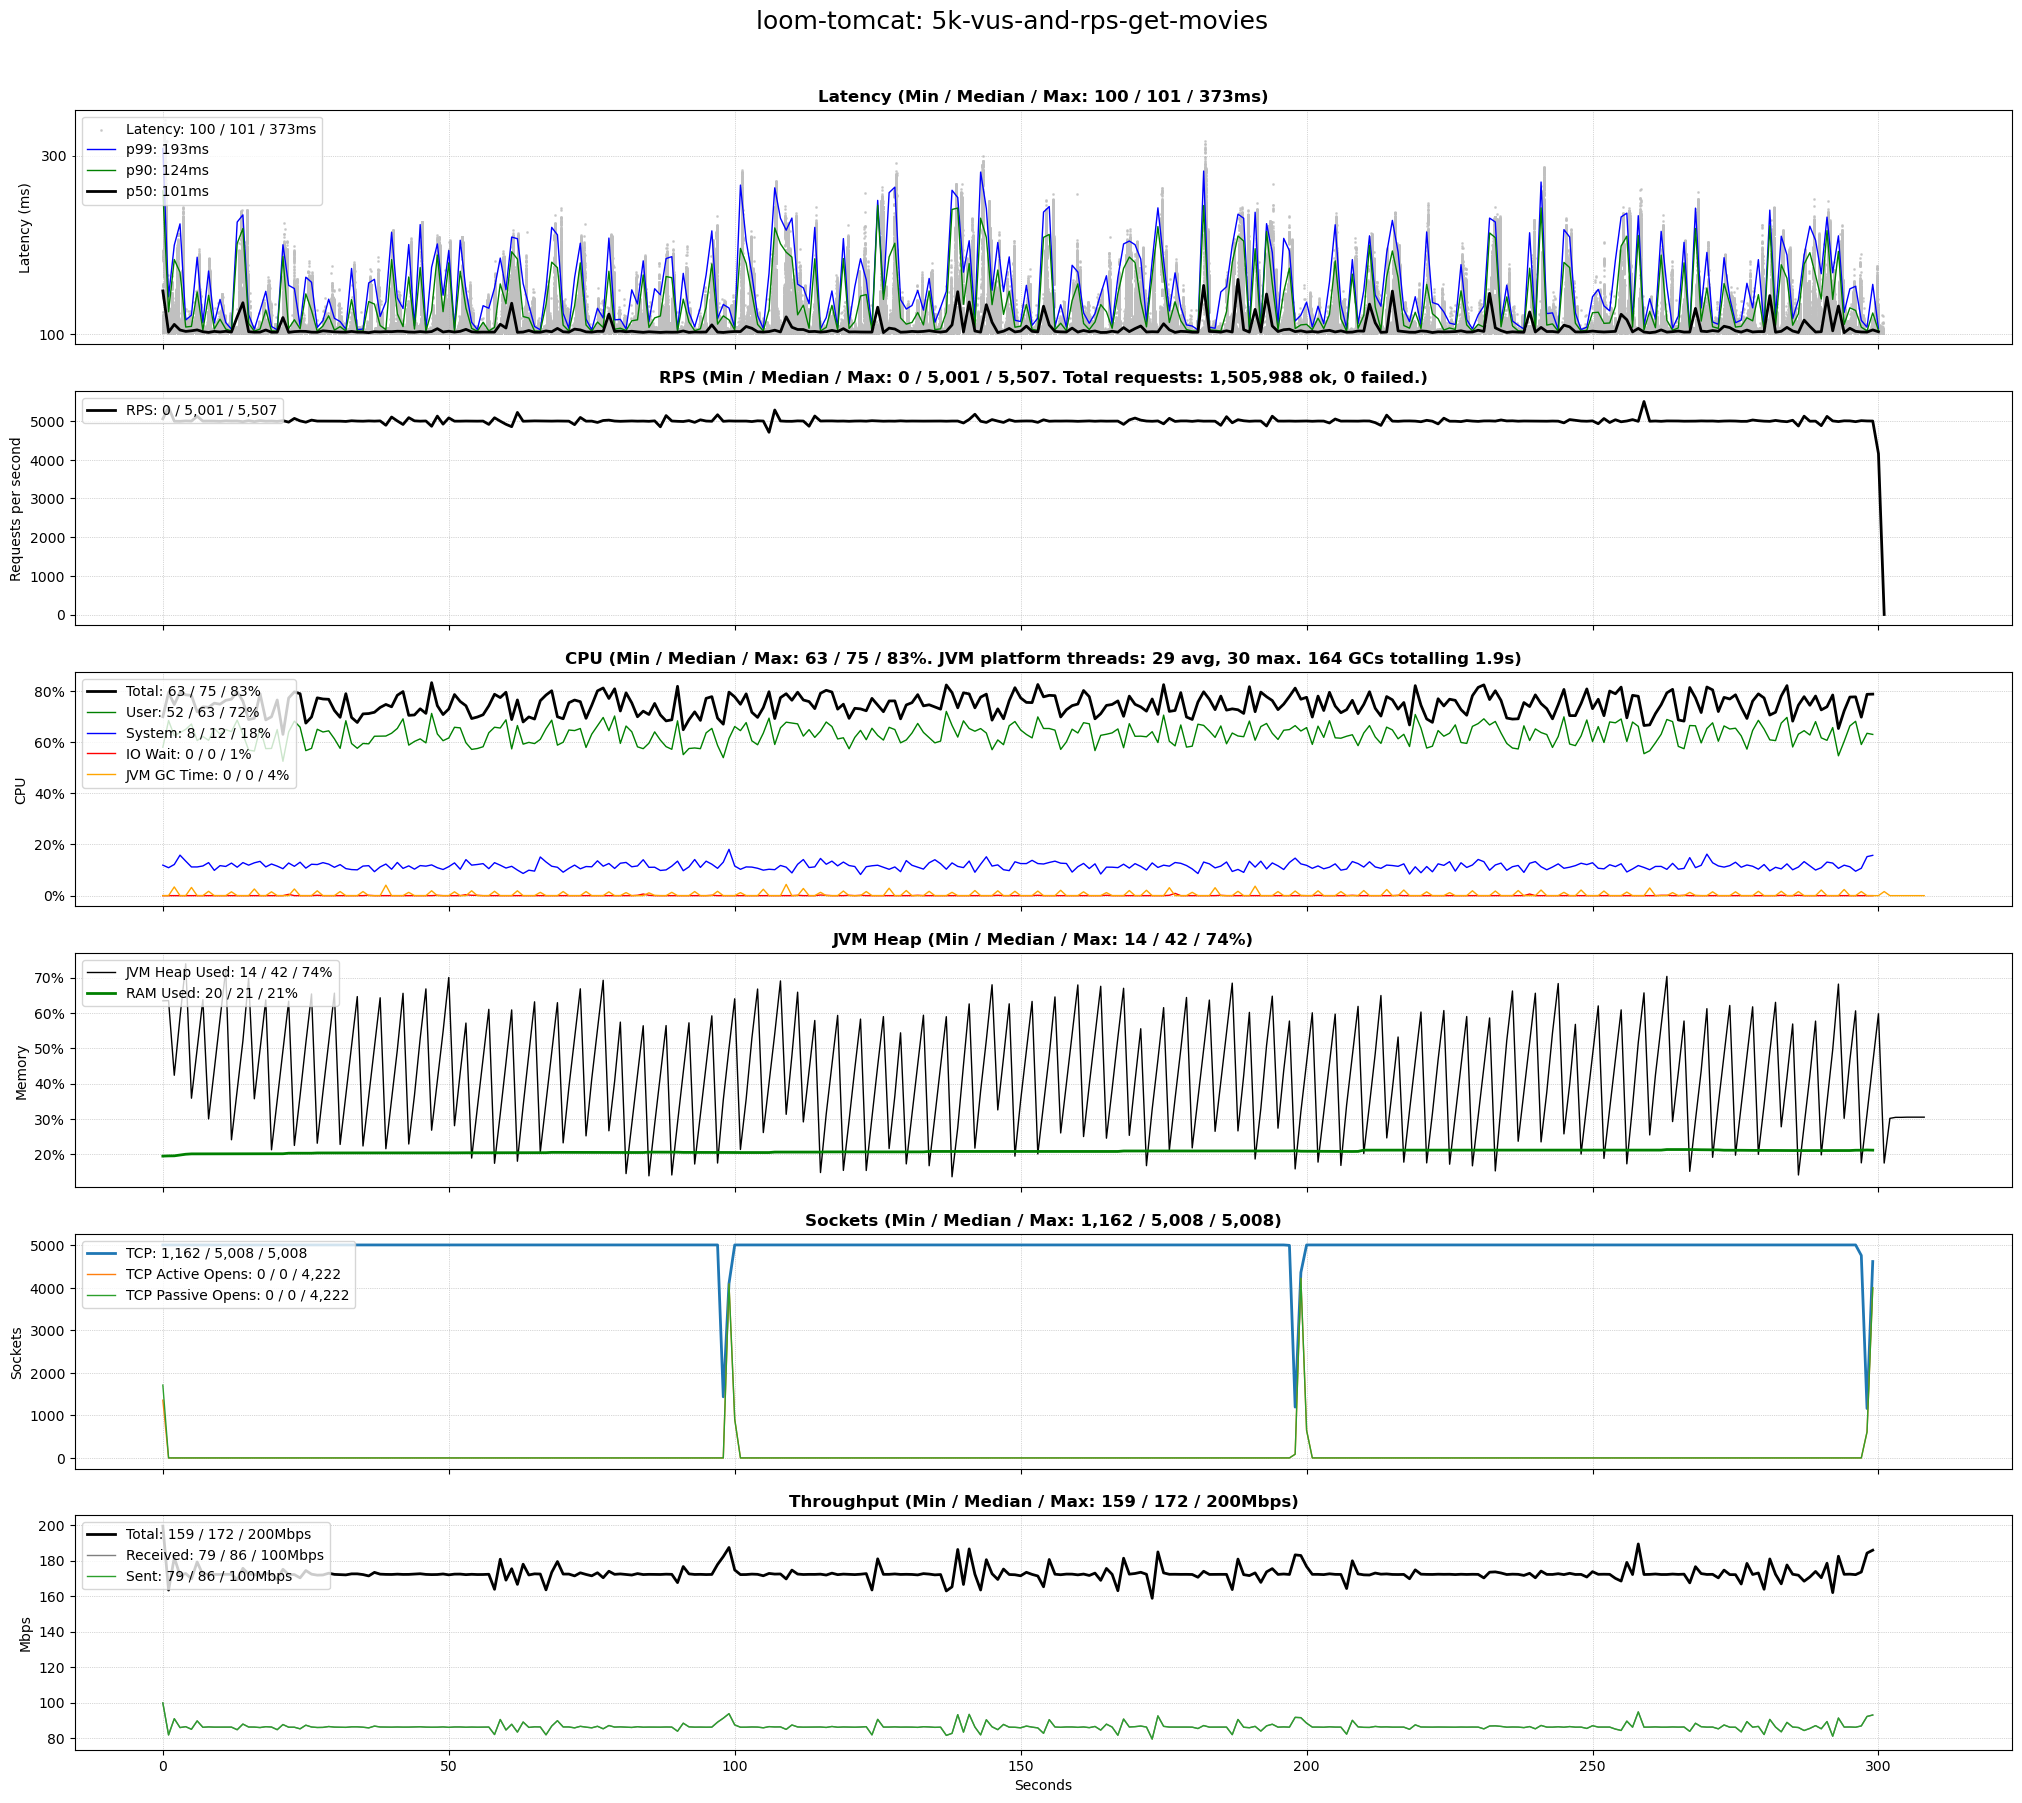 loom-tomcat: 5k-vus-and-rps-get-movies
Latency (Min / Median / Max: 100 / 101 / 373ms)
Latency: 100 / 101 / 373ms
p99: 193ms
p90: 124ms
p50: 101ms
300
100
Latency (ms)
RPS (Min / Median / Max: 0 / 5,001 / 5,507. Total requests: 1,505,988 ok, 0 failed.)
RPS: 0 / 5,001 / 5,507
5000
4000
3000
2000
1000
0
Requests per second
CPU (Min / Median / Max: 63 / 75 / 83%. JVM platform threads: 29 avg, 30 max. 164 GCs totalling 1.9s)
Total: 63 / 75 / 83%
User: 52 / 63 / 72%
System: 8 / 12 / 18%
IO Wait: 0 / 0 / 1%
JVM GC Time: 0 / 0 / 4%
80%
60%
40%
20%
0%
CPU
JVM Heap (Min / Median / Max: 14 / 42 / 74%)
JVM Heap Used: 14 / 42 / 74%
RAM Used: 20 / 21 / 21%
70%
60%
50%
40%
30%
20%
Memory
Sockets (Min / Median / Max: 1,162 / 5,008 / 5,008)
TCP: 1,162 / 5,008 / 5,008
TCP Active Opens: 0 / 0 / 4,222
TCP Passive Opens: 0 / 0 / 4,222
5000
4000
3000
2000
1000
0
Sockets
Throughput (Min / Median / Max: 159 / 172 / 200Mbps)
Total: 159 / 172 / 200Mbps
Received: 79 / 86 / 100Mbps
Sent: 79 / 86 / 100Mbps
200
180
160
140
120
100
80
Mbps
0 50 100 150 200 250 300
Seconds